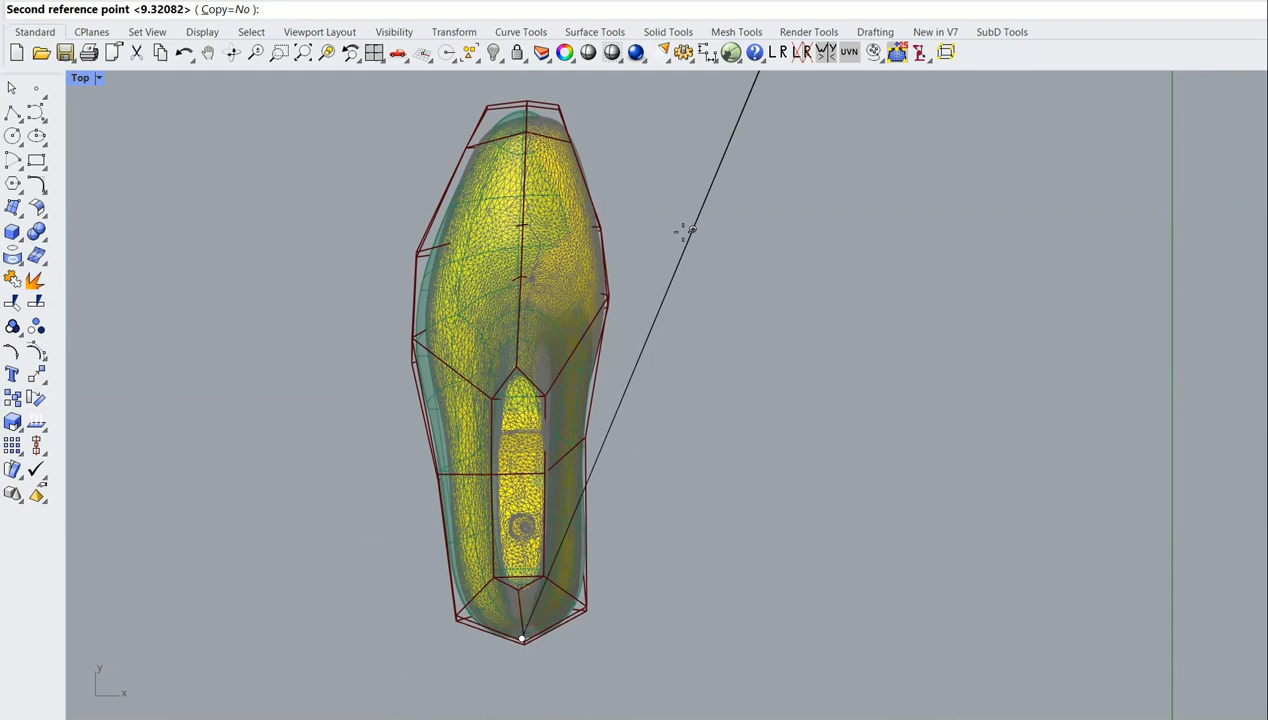 Second reference point <9.32082> ( Copy=No ):
Standard CPlanes Set View Display Select Viewport Layout Visibility Transform Curve Tools Surface Tools Solid Tools Mesh Tools Render Tools Drafting New in V7 SubD Tools
L R L R UVN
Top
y
x